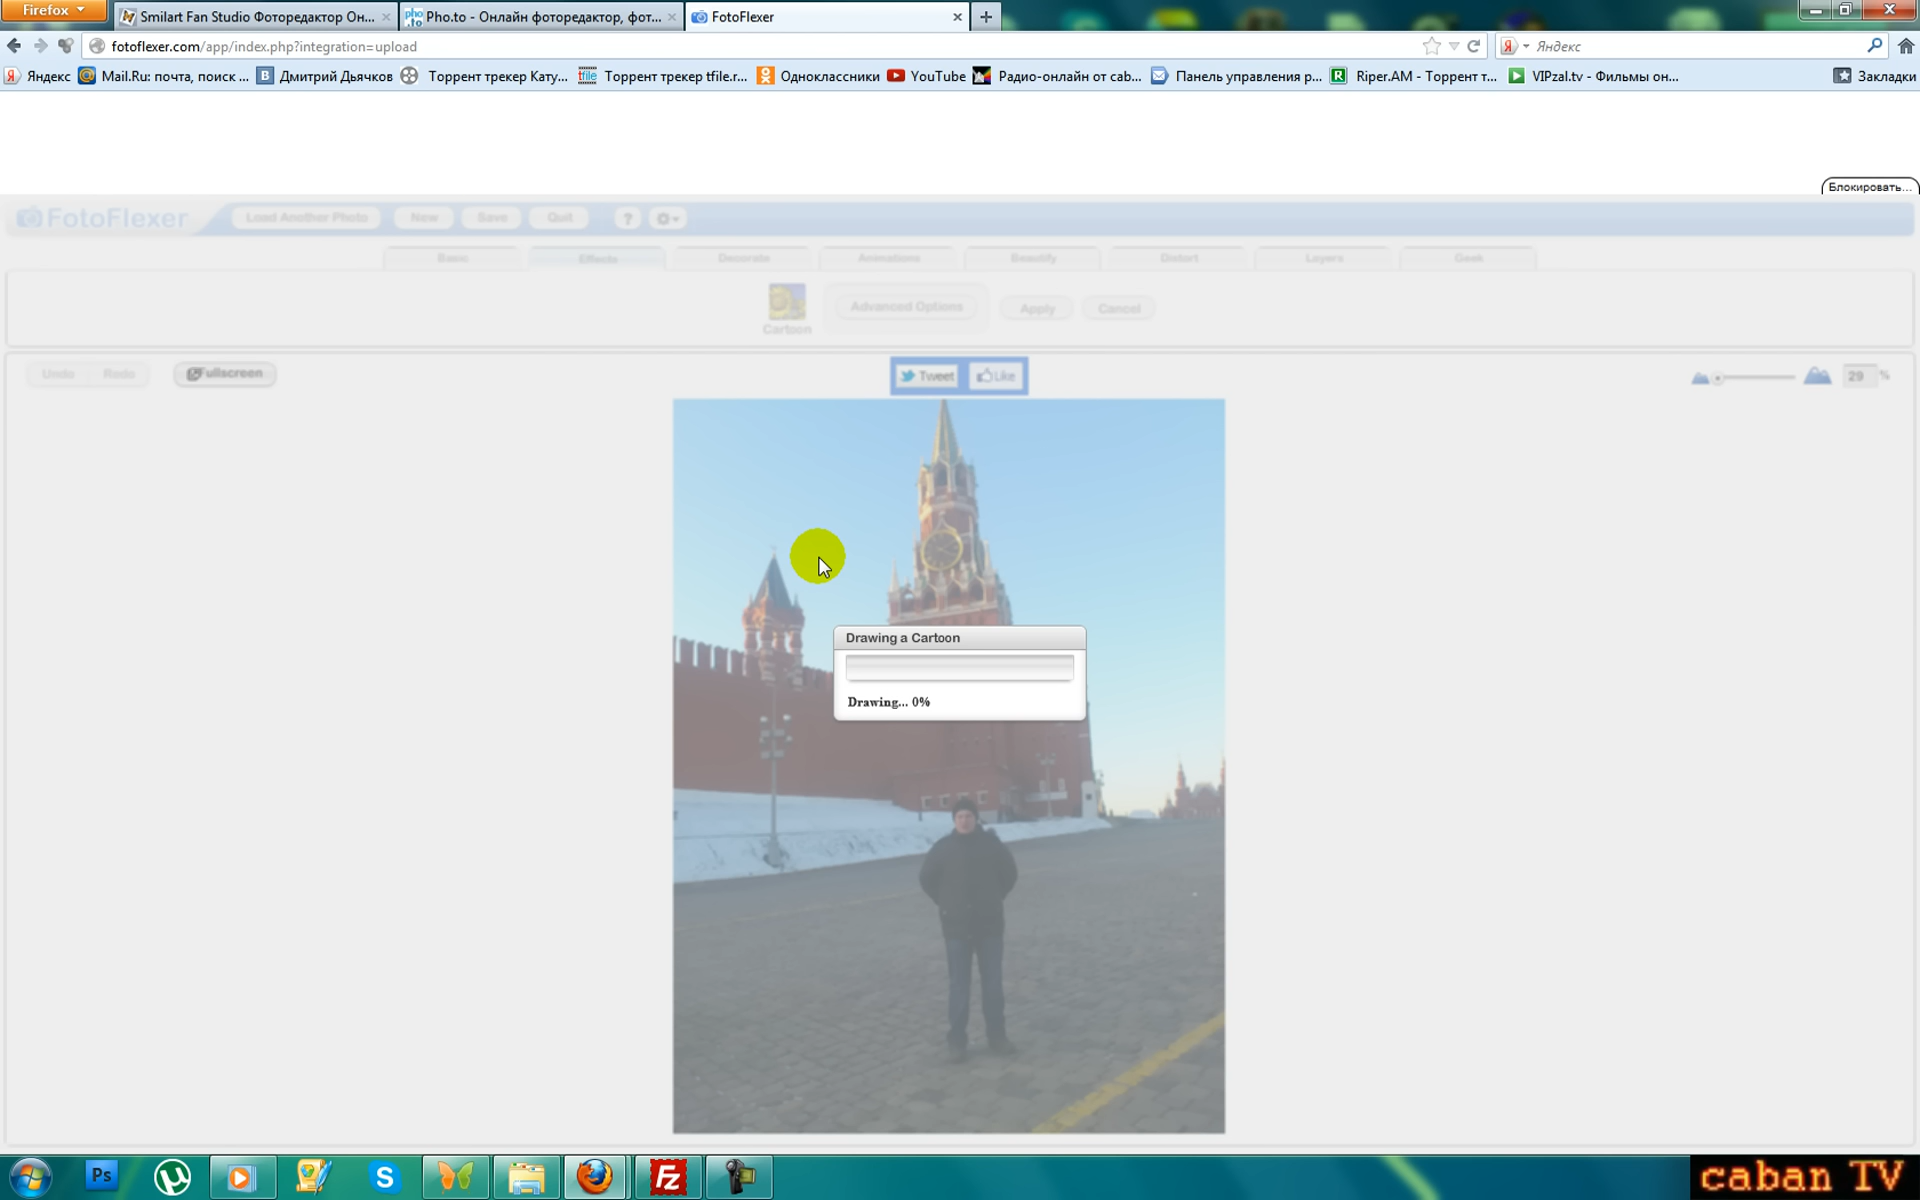 Firefox
Smilart Fan Studio Фоторедактор Он...
Pho.to - Онлайн фоторедактор, фот...
FotoFlexer
fotoflexer.com/app/index.php?integration=upload
Яндекс
Яндекс
Mail.Ru: почта, поиск ...
Дмитрий Дьячков
Торрент трекер Кату...
Торрент трекер tfile.r...
Одноклассники
YouTube
Радио-онлайн от cab...
Панель управления р...
Riper.AM - Торрент т...
VIPzal.tv - Фильмы он...
Закладки
Блокировать...
FotoFlexer
Load Another Photo
New
Save
Quit
?
Basic
Effects
Decorate
Animations
Beautify
Distort
Layers
Geek
Cartoon
Advanced Options
Apply
Cancel
Undo
Redo
Fullscreen
Tweet
Like
29 %
Drawing a Cartoon
Drawing... 0%
Ps
caban TV